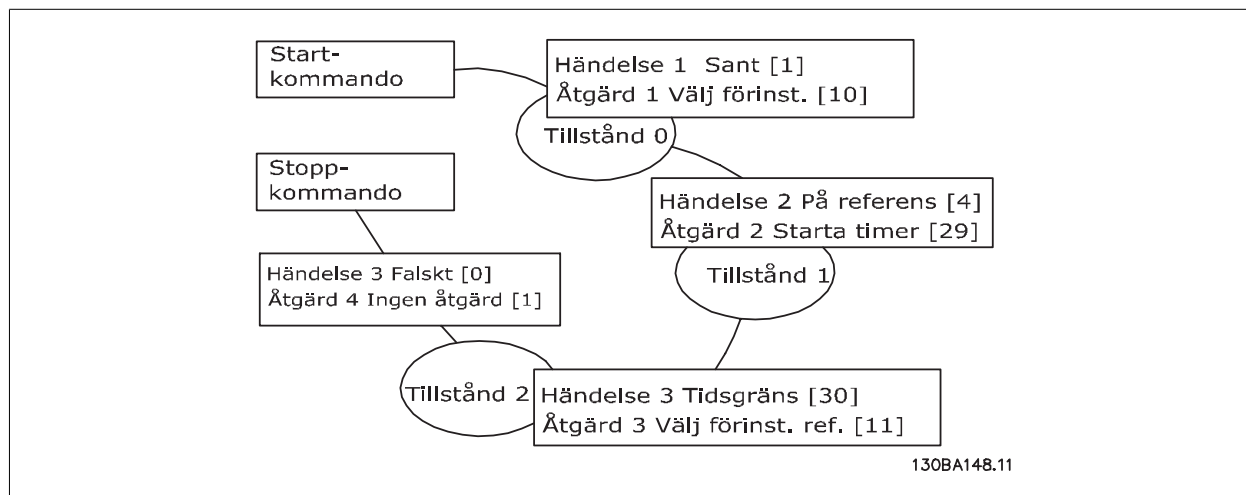 Start-
kommando
Händelse 1 Sant [1]
Åtgärd 1 Välj förinst. [10]
Tillstånd 0
Stopp-
kommando
Händelse 2 På referens [4]
Åtgärd 2 Starta timer [29]
Tillstånd 1
Händelse 3 Falskt [0]
Åtgärd 4 Ingen åtgärd [1]
Tillstånd 2
Händelse 3 Tidsgräns [30]
Åtgärd 3 Välj förinst. ref. [11]
130BA148.11